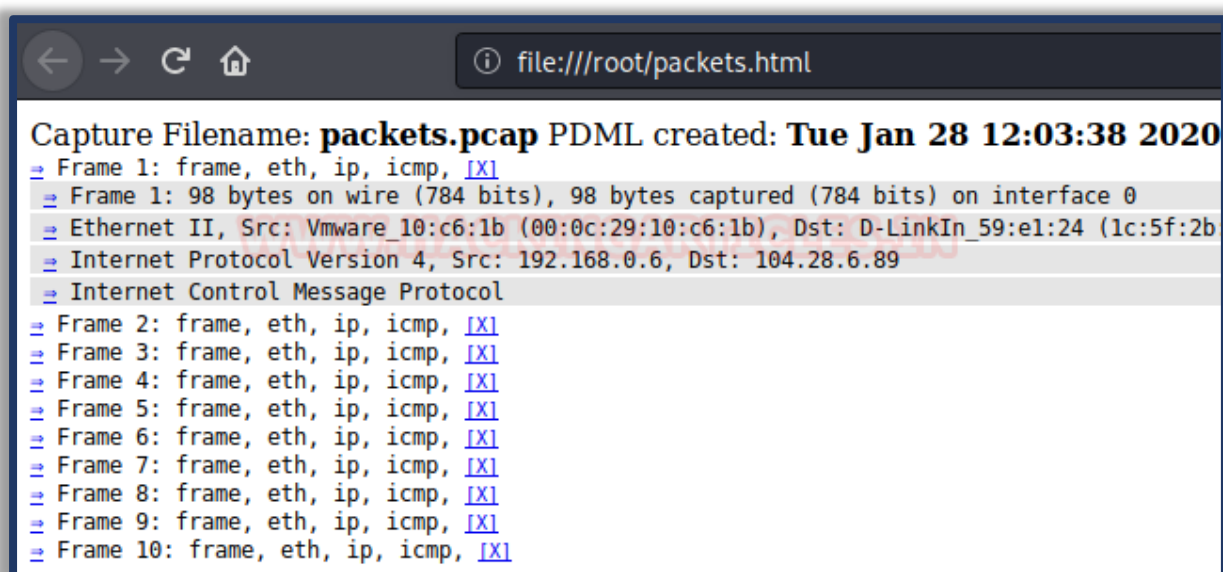 file:///root/packets.html
Capture Filename: packets.pcap PDML created: Tue Jan 28 12:03:38 2020
⇒ Frame 1: frame, eth, ip, icmp, [X]
⇒ Frame 1: 98 bytes on wire (784 bits), 98 bytes captured (784 bits) on interface 0
⇒ Ethernet II, Src: Vmware_10:c6:1b (00:0c:29:10:c6:1b), Dst: D-LinkIn_59:e1:24 (1c:5f:2b:
WWW.HACKINGARTICLES.IN
⇒ Internet Protocol Version 4, Src: 192.168.0.6, Dst: 104.28.6.89
⇒ Internet Control Message Protocol
⇒ Frame 2: frame, eth, ip, icmp, [X]
⇒ Frame 3: frame, eth, ip, icmp, [X]
⇒ Frame 4: frame, eth, ip, icmp, [X]
⇒ Frame 5: frame, eth, ip, icmp, [X]
⇒ Frame 6: frame, eth, ip, icmp, [X]
⇒ Frame 7: frame, eth, ip, icmp, [X]
⇒ Frame 8: frame, eth, ip, icmp, [X]
⇒ Frame 9: frame, eth, ip, icmp, [X]
⇒ Frame 10: frame, eth, ip, icmp, [X]